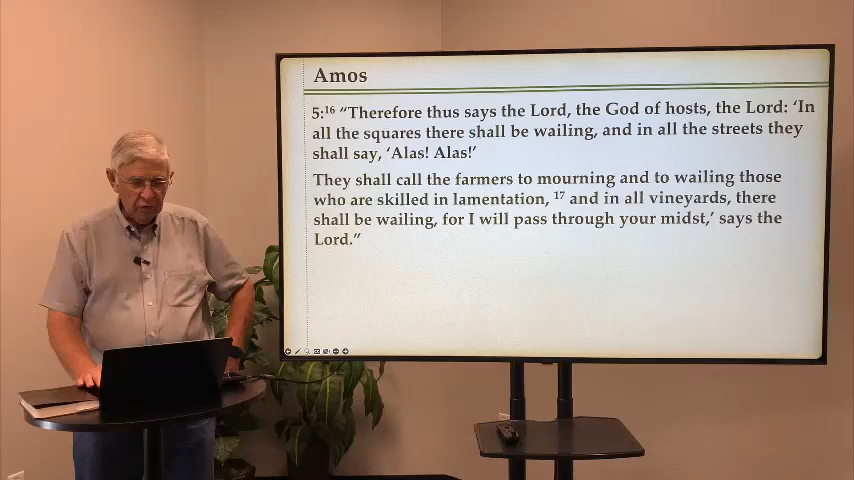 Amos
5:16 “Therefore thus says the Lord, the God of hosts, the Lord: ‘In
all the squares there shall be wailing, and in all the streets they
shall say, ‘Alas! Alas!’
They shall call the farmers to mourning and to wailing those
who are skilled in lamentation, 17 and in all vineyards, there
shall be wailing, for I will pass through your midst,’ says the
Lord.”